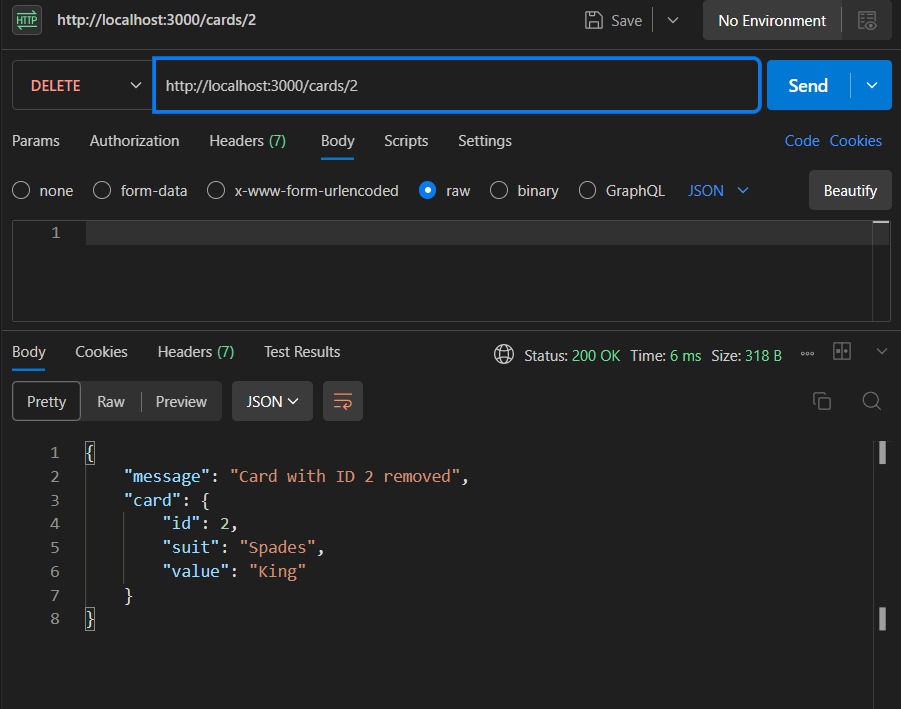 HTTP http://localhost:3000/cards/2 Save No Environment
DELETE http://localhost:3000/cards/2 Send
Params Authorization Headers (7) Body Scripts Settings Code Cookies
none form-data x-www-form-urlencoded raw binary GraphQL JSON Beautify
1
Body Cookies Headers (7) Test Results Status: 200 OK Time: 6 ms Size: 318 B
Pretty Raw Preview JSON
1 {
2 "message": "Card with ID 2 removed",
3 "card": {
4 "id": 2,
5 "suit": "Spades",
6 "value": "King"
7 }
8 }